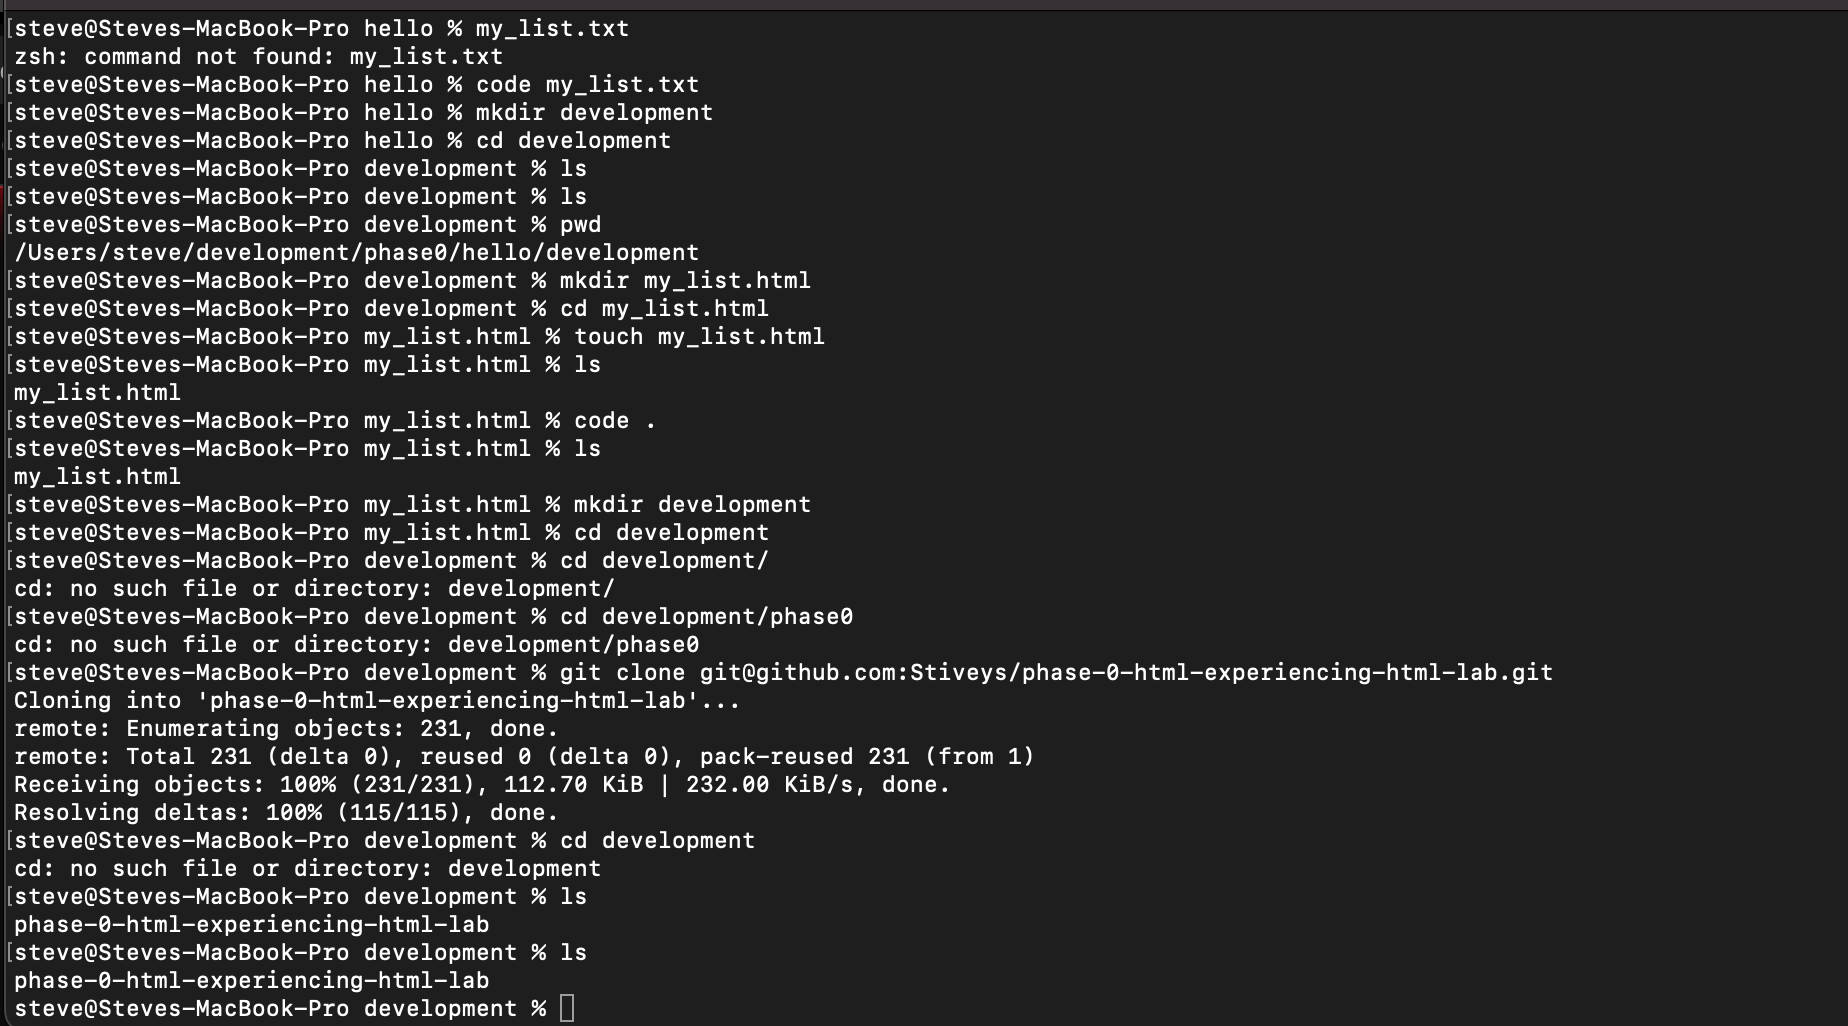 [steve@Steves-MacBook-Pro hello % my_list.txt
zsh: command not found: my_list.txt
[steve@Steves-MacBook-Pro hello % code my_list.txt
[steve@Steves-MacBook-Pro hello % mkdir development
[steve@Steves-MacBook-Pro hello % cd development
[steve@Steves-MacBook-Pro development % ls
[steve@Steves-MacBook-Pro development % ls
[steve@Steves-MacBook-Pro development % pwd
/Users/steve/development/phase0/hello/development
[steve@Steves-MacBook-Pro development % mkdir my_list.html
[steve@Steves-MacBook-Pro development % cd my_list.html
[steve@Steves-MacBook-Pro my_list.html % touch my_list.html
[steve@Steves-MacBook-Pro my_list.html % ls
my_list.html
[steve@Steves-MacBook-Pro my_list.html % code .
[steve@Steves-MacBook-Pro my_list.html % ls
my_list.html
[steve@Steves-MacBook-Pro my_list.html % mkdir development
[steve@Steves-MacBook-Pro my_list.html % cd development
[steve@Steves-MacBook-Pro development % cd development/
cd: no such file or directory: development/
[steve@Steves-MacBook-Pro development % cd development/phase0
cd: no such file or directory: development/phase0
[steve@Steves-MacBook-Pro development % git clone git@github.com:Stiveys/phase-0-html-experiencing-html-lab.git
Cloning into 'phase-0-html-experiencing-html-lab'...
remote: Enumerating objects: 231, done.
remote: Total 231 (delta 0), reused 0 (delta 0), pack-reused 231 (from 1)
Receiving objects: 100% (231/231), 112.70 KiB | 232.00 KiB/s, done.
Resolving deltas: 100% (115/115), done.
[steve@Steves-MacBook-Pro development % cd development
cd: no such file or directory: development
[steve@Steves-MacBook-Pro development % ls
phase-0-html-experiencing-html-lab
[steve@Steves-MacBook-Pro development % ls
phase-0-html-experiencing-html-lab
steve@Steves-MacBook-Pro development %